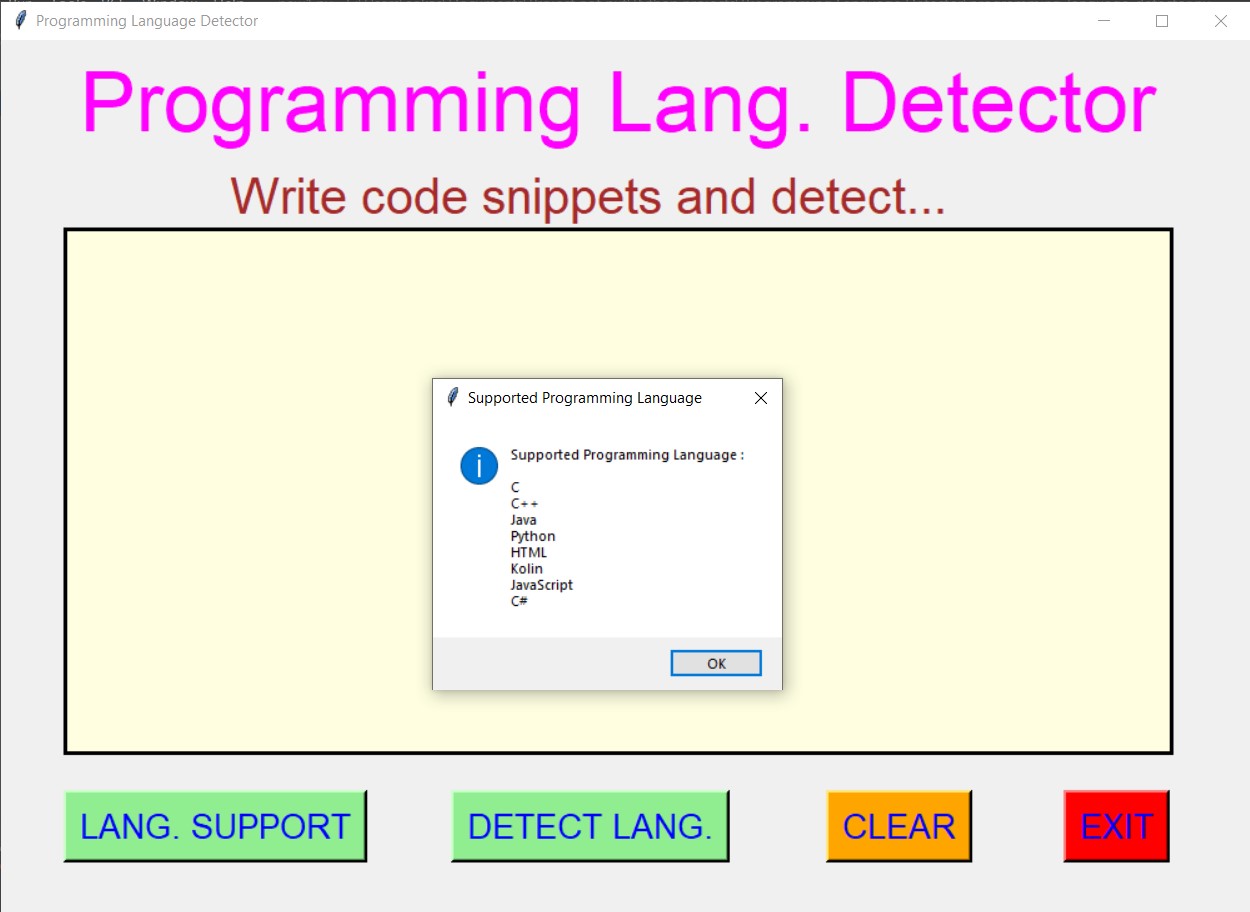 Programming Language Detector
Programming Lang. Detector
Write code snippets and detect...
Supported Programming Language
Supported Programming Language :
C
C++
Java
Python
HTML
Kolin
JavaScript
C#
OK
LANG. SUPPORT DETECT LANG. CLEAR EXIT